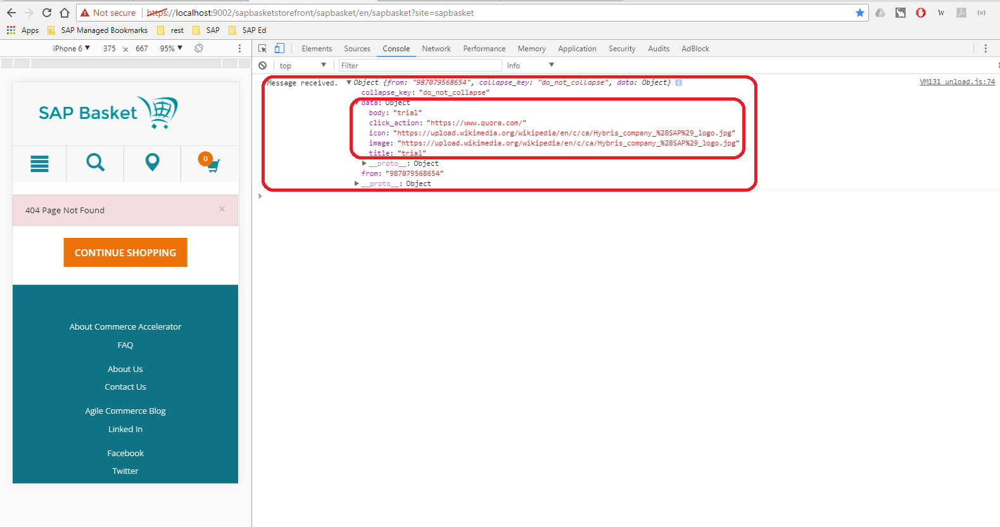 Not secure
https://localhost:9002/sapbasketstorefront/sapbasket/en/sapbasket?site=sapbasket
W
Apps SAP Managed Bookmarks rest SAP SAP Ed
iPhone 6 ▼ 375 × 667 95% ▼
Elements Sources Console Network Performance Memory Application Security Audits AdBlock
top ▼ Filter Info ▼
Message received. ▼ Object {from: "987079568654", collapse_key: "do_not_collapse", data: Object} i
VM131 unload.js:74
collapse_key: "do_not_collapse"
▼ data: Object
body: "trial"
click_action: "https://www.quora.com/"
icon: "https://upload.wikimedia.org/wikipedia/en/c/ca/Hybris_company_%28SAP%29_logo.jpg"
image: "https://upload.wikimedia.org/wikipedia/en/c/ca/Hybris_company_%28SAP%29_logo.jpg"
title: "trial"
▶ __proto__: Object
from: "987079568654"
▶ __proto__: Object
SAP Basket
0
404 Page Not Found ×
CONTINUE SHOPPING
About Commerce Accelerator
FAQ
About Us
Contact Us
Agile Commerce Blog
Linked In
Facebook
Twitter